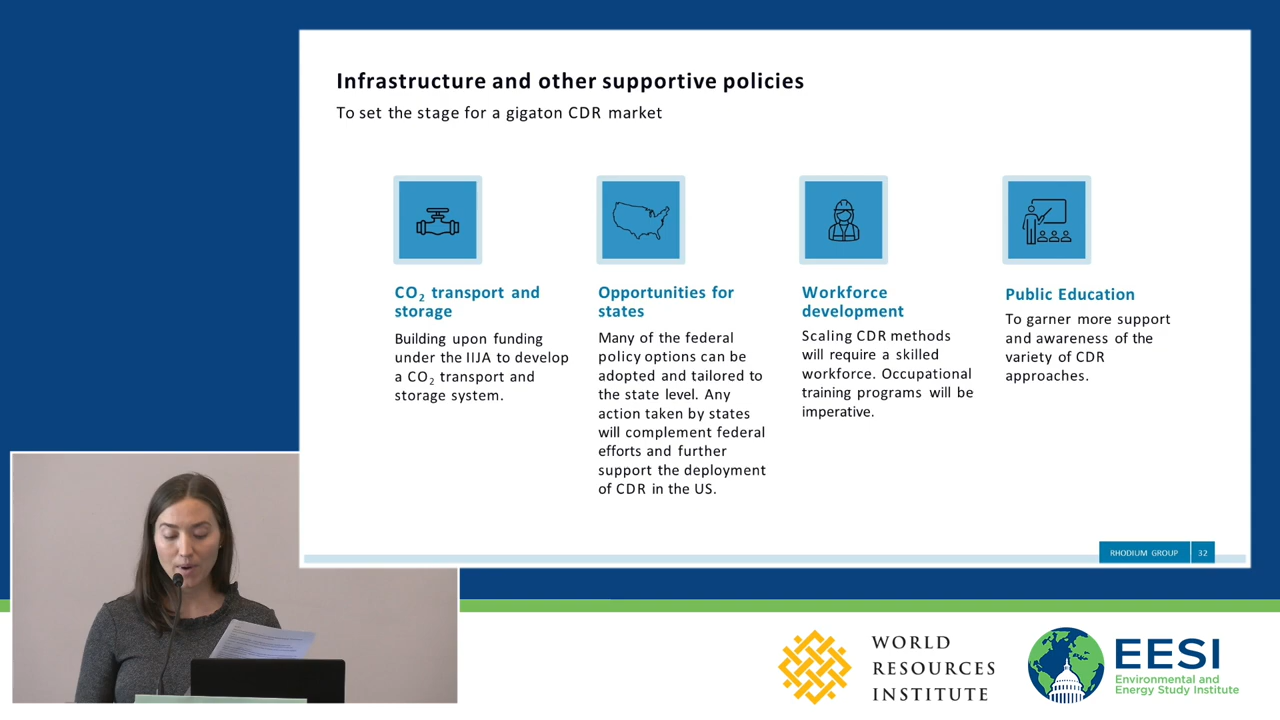 Infrastructure and other supportive policies
To set the stage for a gigaton CDR market
CO₂ transport and
storage
Building upon funding
under the IIJA to develop
a CO₂ transport and
storage system.
Opportunities for
states
Many of the federal
policy options can be
adopted and tailored to
the state level. Any
action taken by states
will complement federal
efforts and further
support the deployment
of CDR in the US.
Workforce
development
Scaling CDR methods
will require a skilled
workforce. Occupational
training programs will be
imperative.
Public Education
To garner more support
and awareness of the
variety of CDR
approaches.
RHODIUM GROUP 32
WORLD
RESOURCES
INSTITUTE
EESI
Environmental and
Energy Study Institute